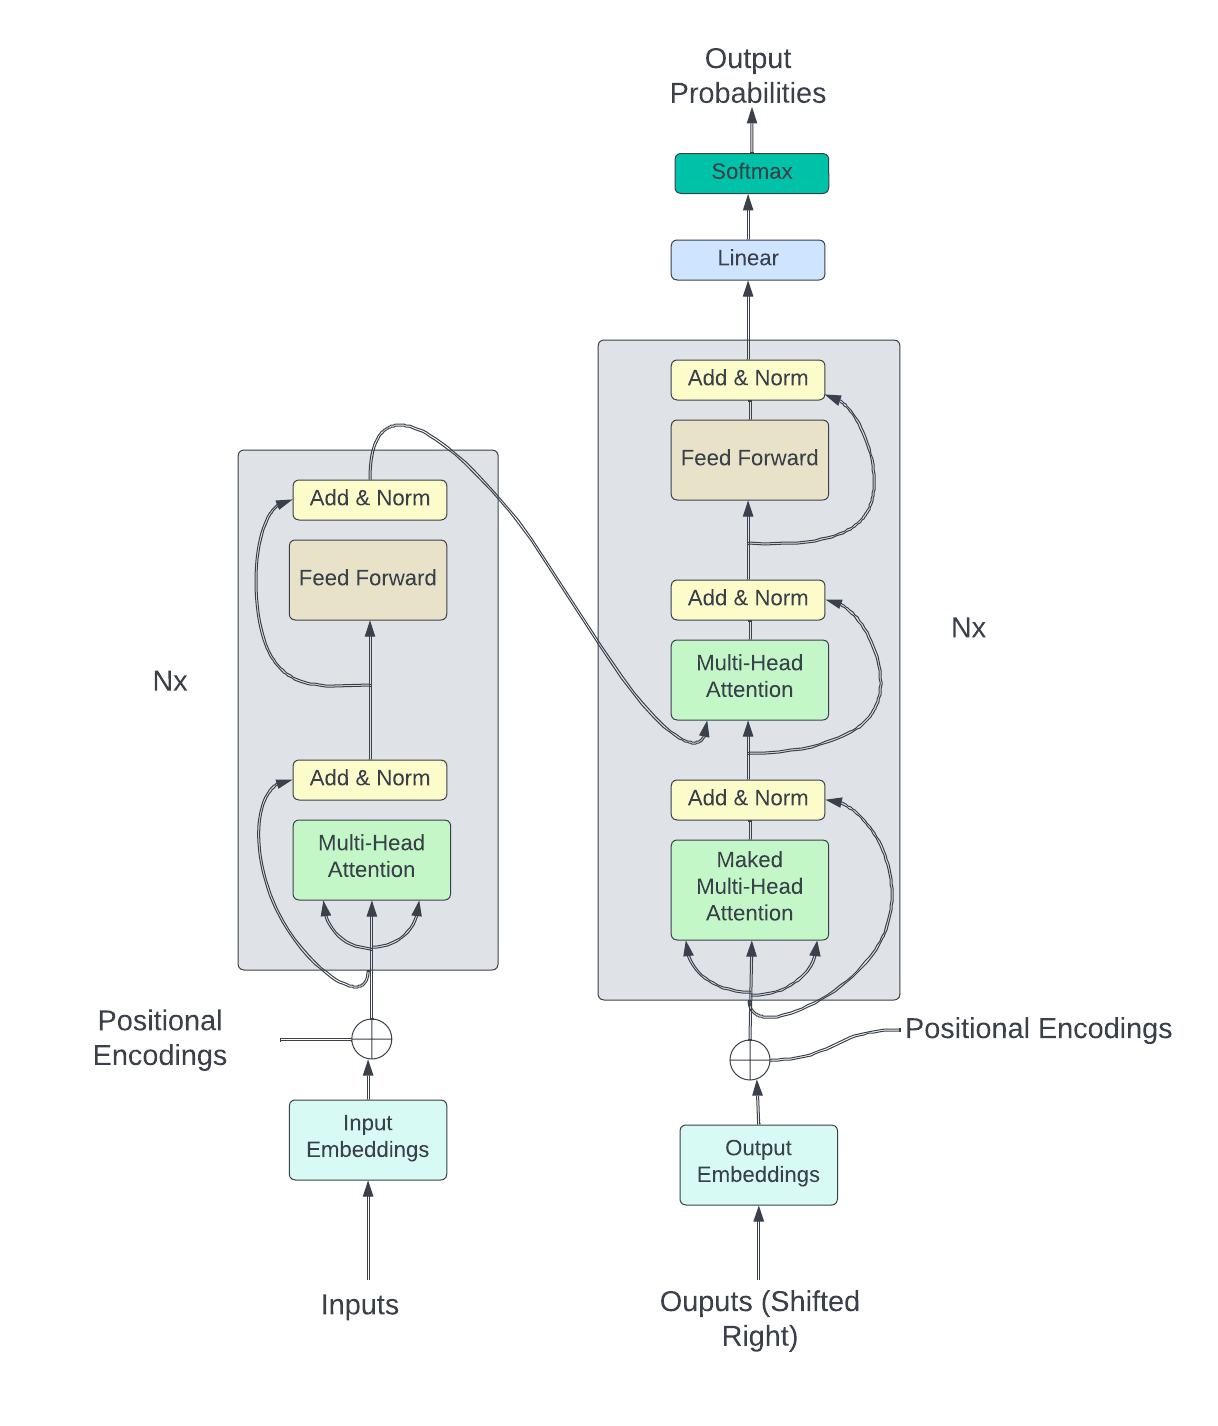 Output
Probabilities
Softmax
Linear
Add & Norm
Feed Forward
Add & Norm
Multi-Head
Attention
Add & Norm
Maked
Multi-Head
Attention
Nx
Positional Encodings
Output
Embeddings
Ouputs (Shifted
Right)
Add & Norm
Feed Forward
Nx
Add & Norm
Multi-Head
Attention
Positional
Encodings
Input
Embeddings
Inputs